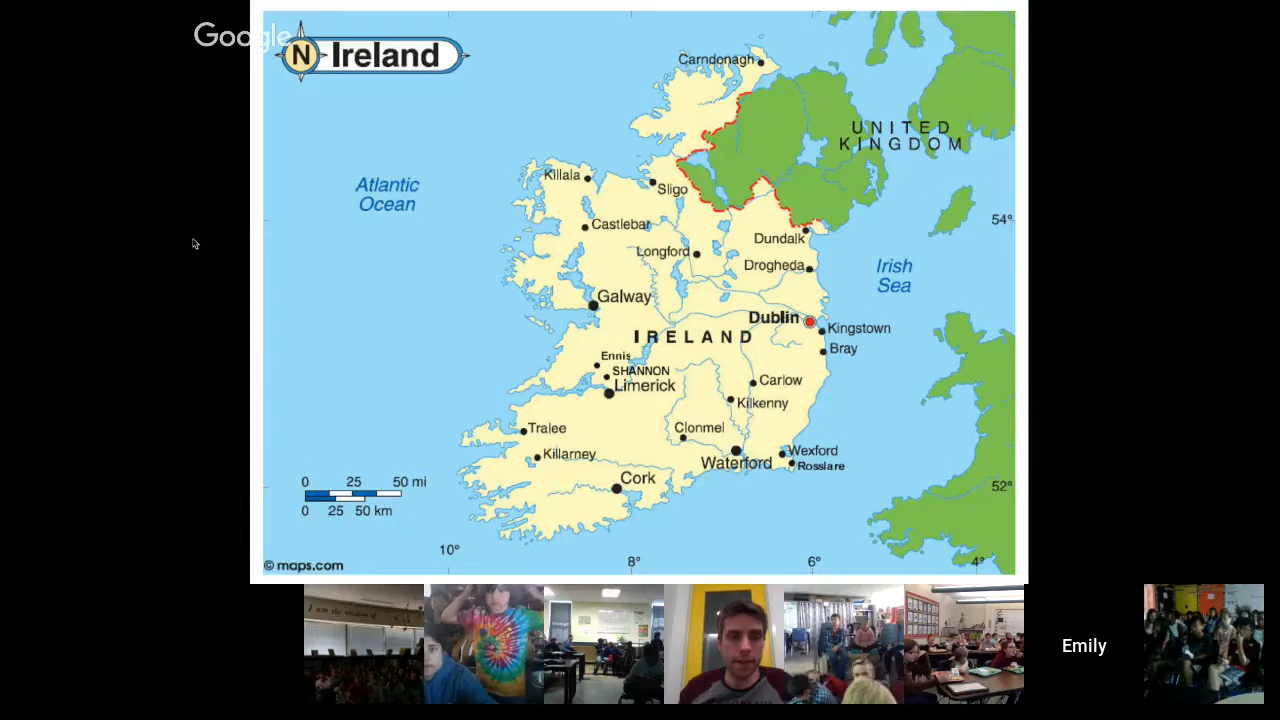 Google
N Ireland
Carndonagh
UNITED
KINGDOM
Atlantic
Ocean
Killala
Sligo
Castlebar
54°
Dundalk
Longford
Drogheda
Irish
Sea
Galway
Dublin
Kingstown
IRELAND
Bray
Ennis
SHANNON
Limerick
Carlow
Kilkenny
Tralee
Clonmel
Killarney
Wexford
Waterford
Rosslare
Cork
0 25 50 mi
0 25 50 km
52°
10°
8°
6°
4°
© maps.com
I am the
Emily